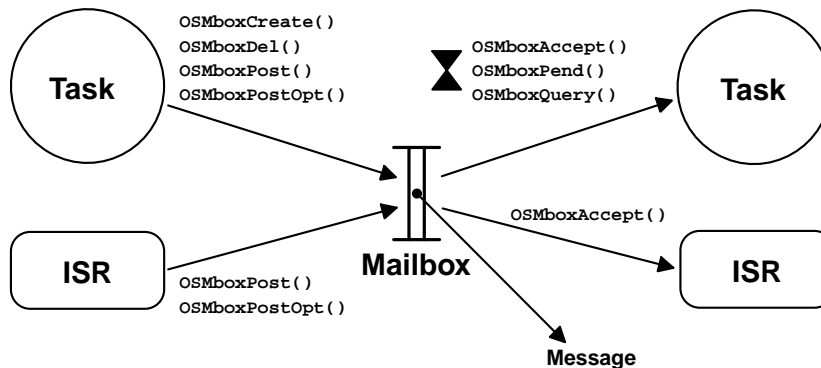 OSMboxCreate()
OSMboxDel()
OSMboxPost()
OSMboxPostOpt()
Task
OSMboxAccept()
OSMboxPend()
OSMboxQuery()
Task
OSMboxAccept()
Mailbox
ISR
OSMboxPost()
OSMboxPostOpt()
ISR
Message